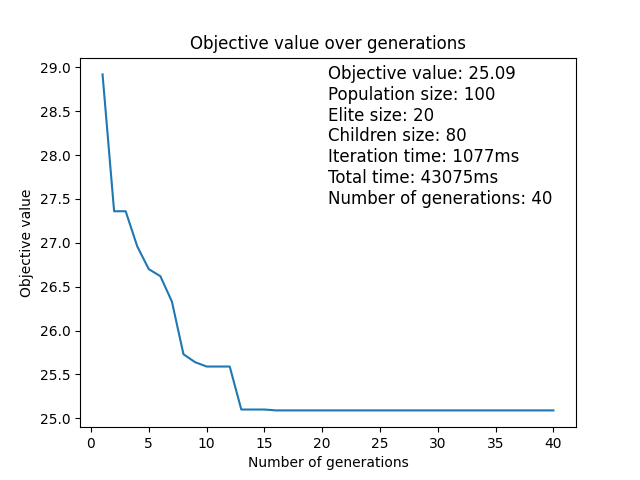 Objective value over generations
29.0
28.5
28.0
27.5
27.0
26.5
26.0
25.5
25.0
Objective value
Objective value: 25.09
Population size: 100
Elite size: 20
Children size: 80
Iteration time: 1077ms
Total time: 43075ms
Number of generations: 40
0 5 10 15 20 25 30 35 40
Number of generations